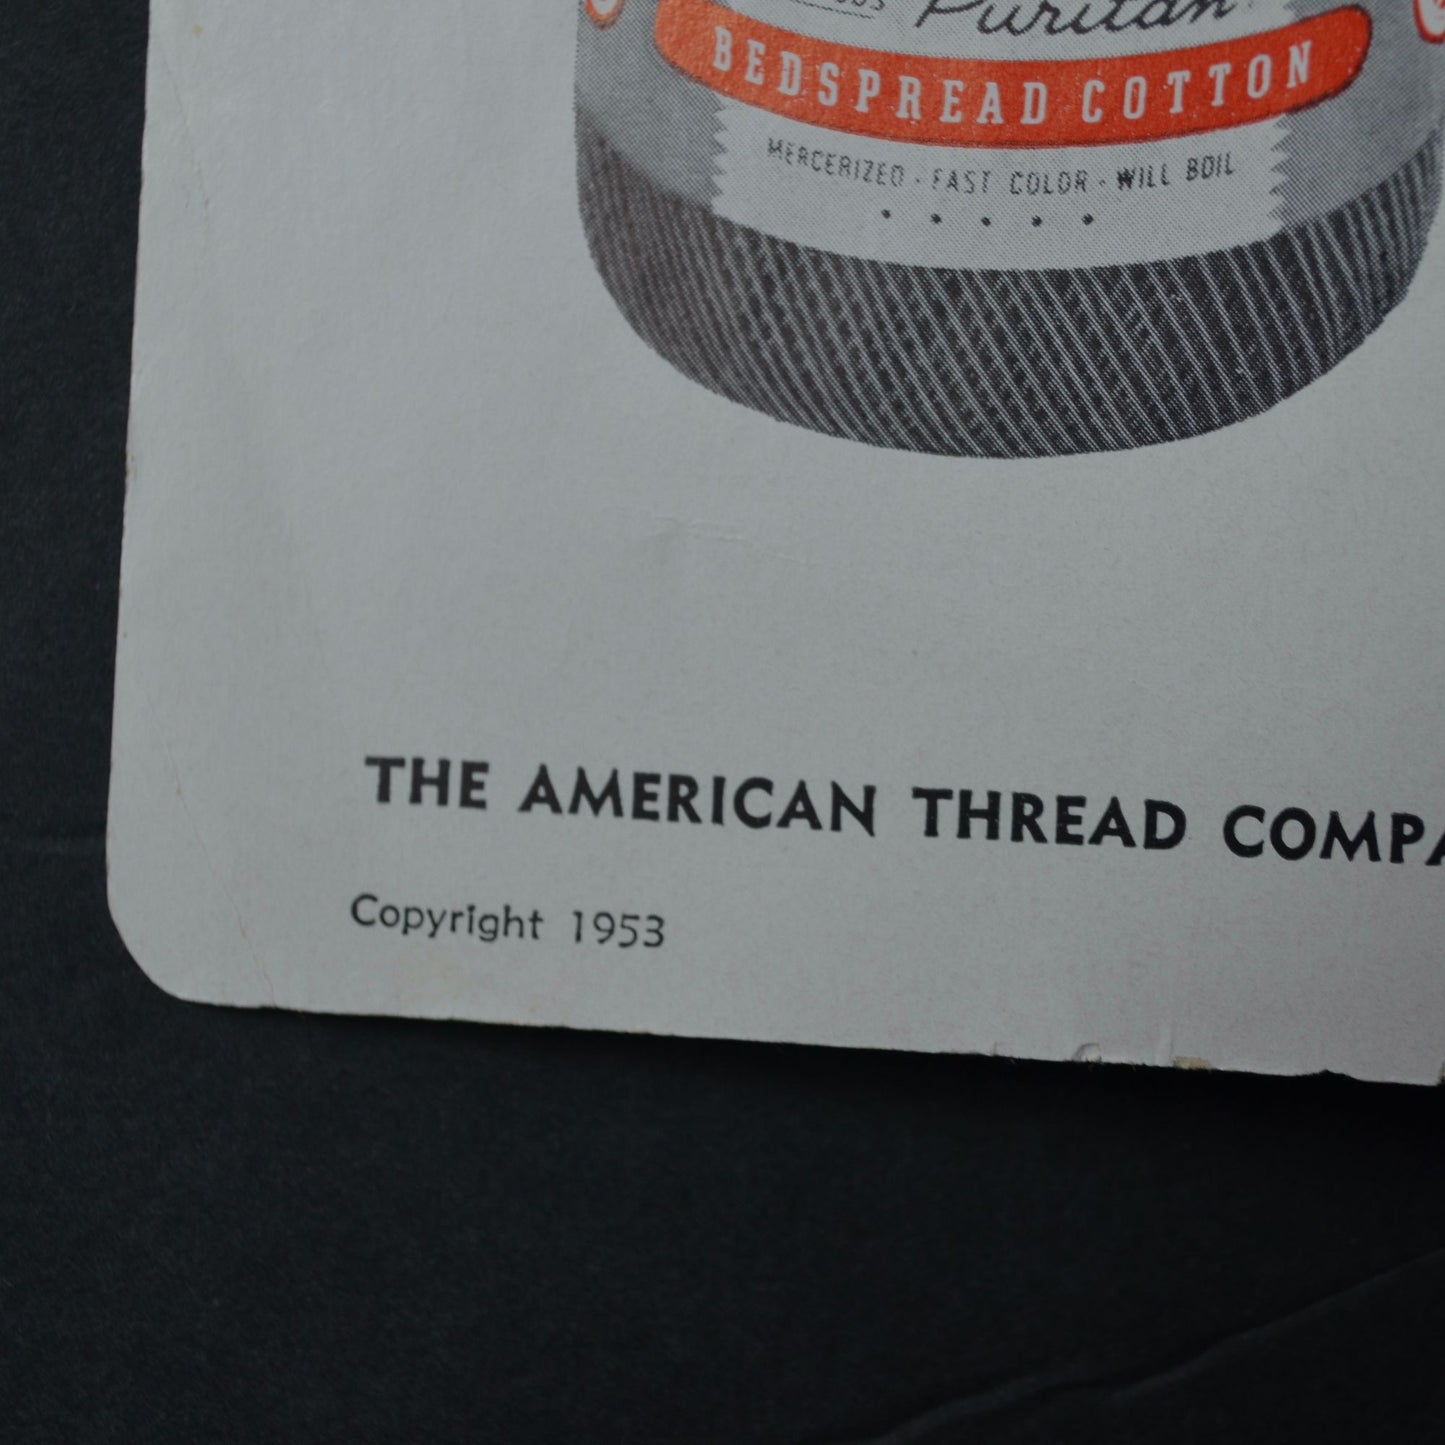 Puritan
BEDSPREAD COTTON
MERCERIZED · FAST COLOR · WILL BOIL
THE AMERICAN THREAD COMPA
Copyright 1953